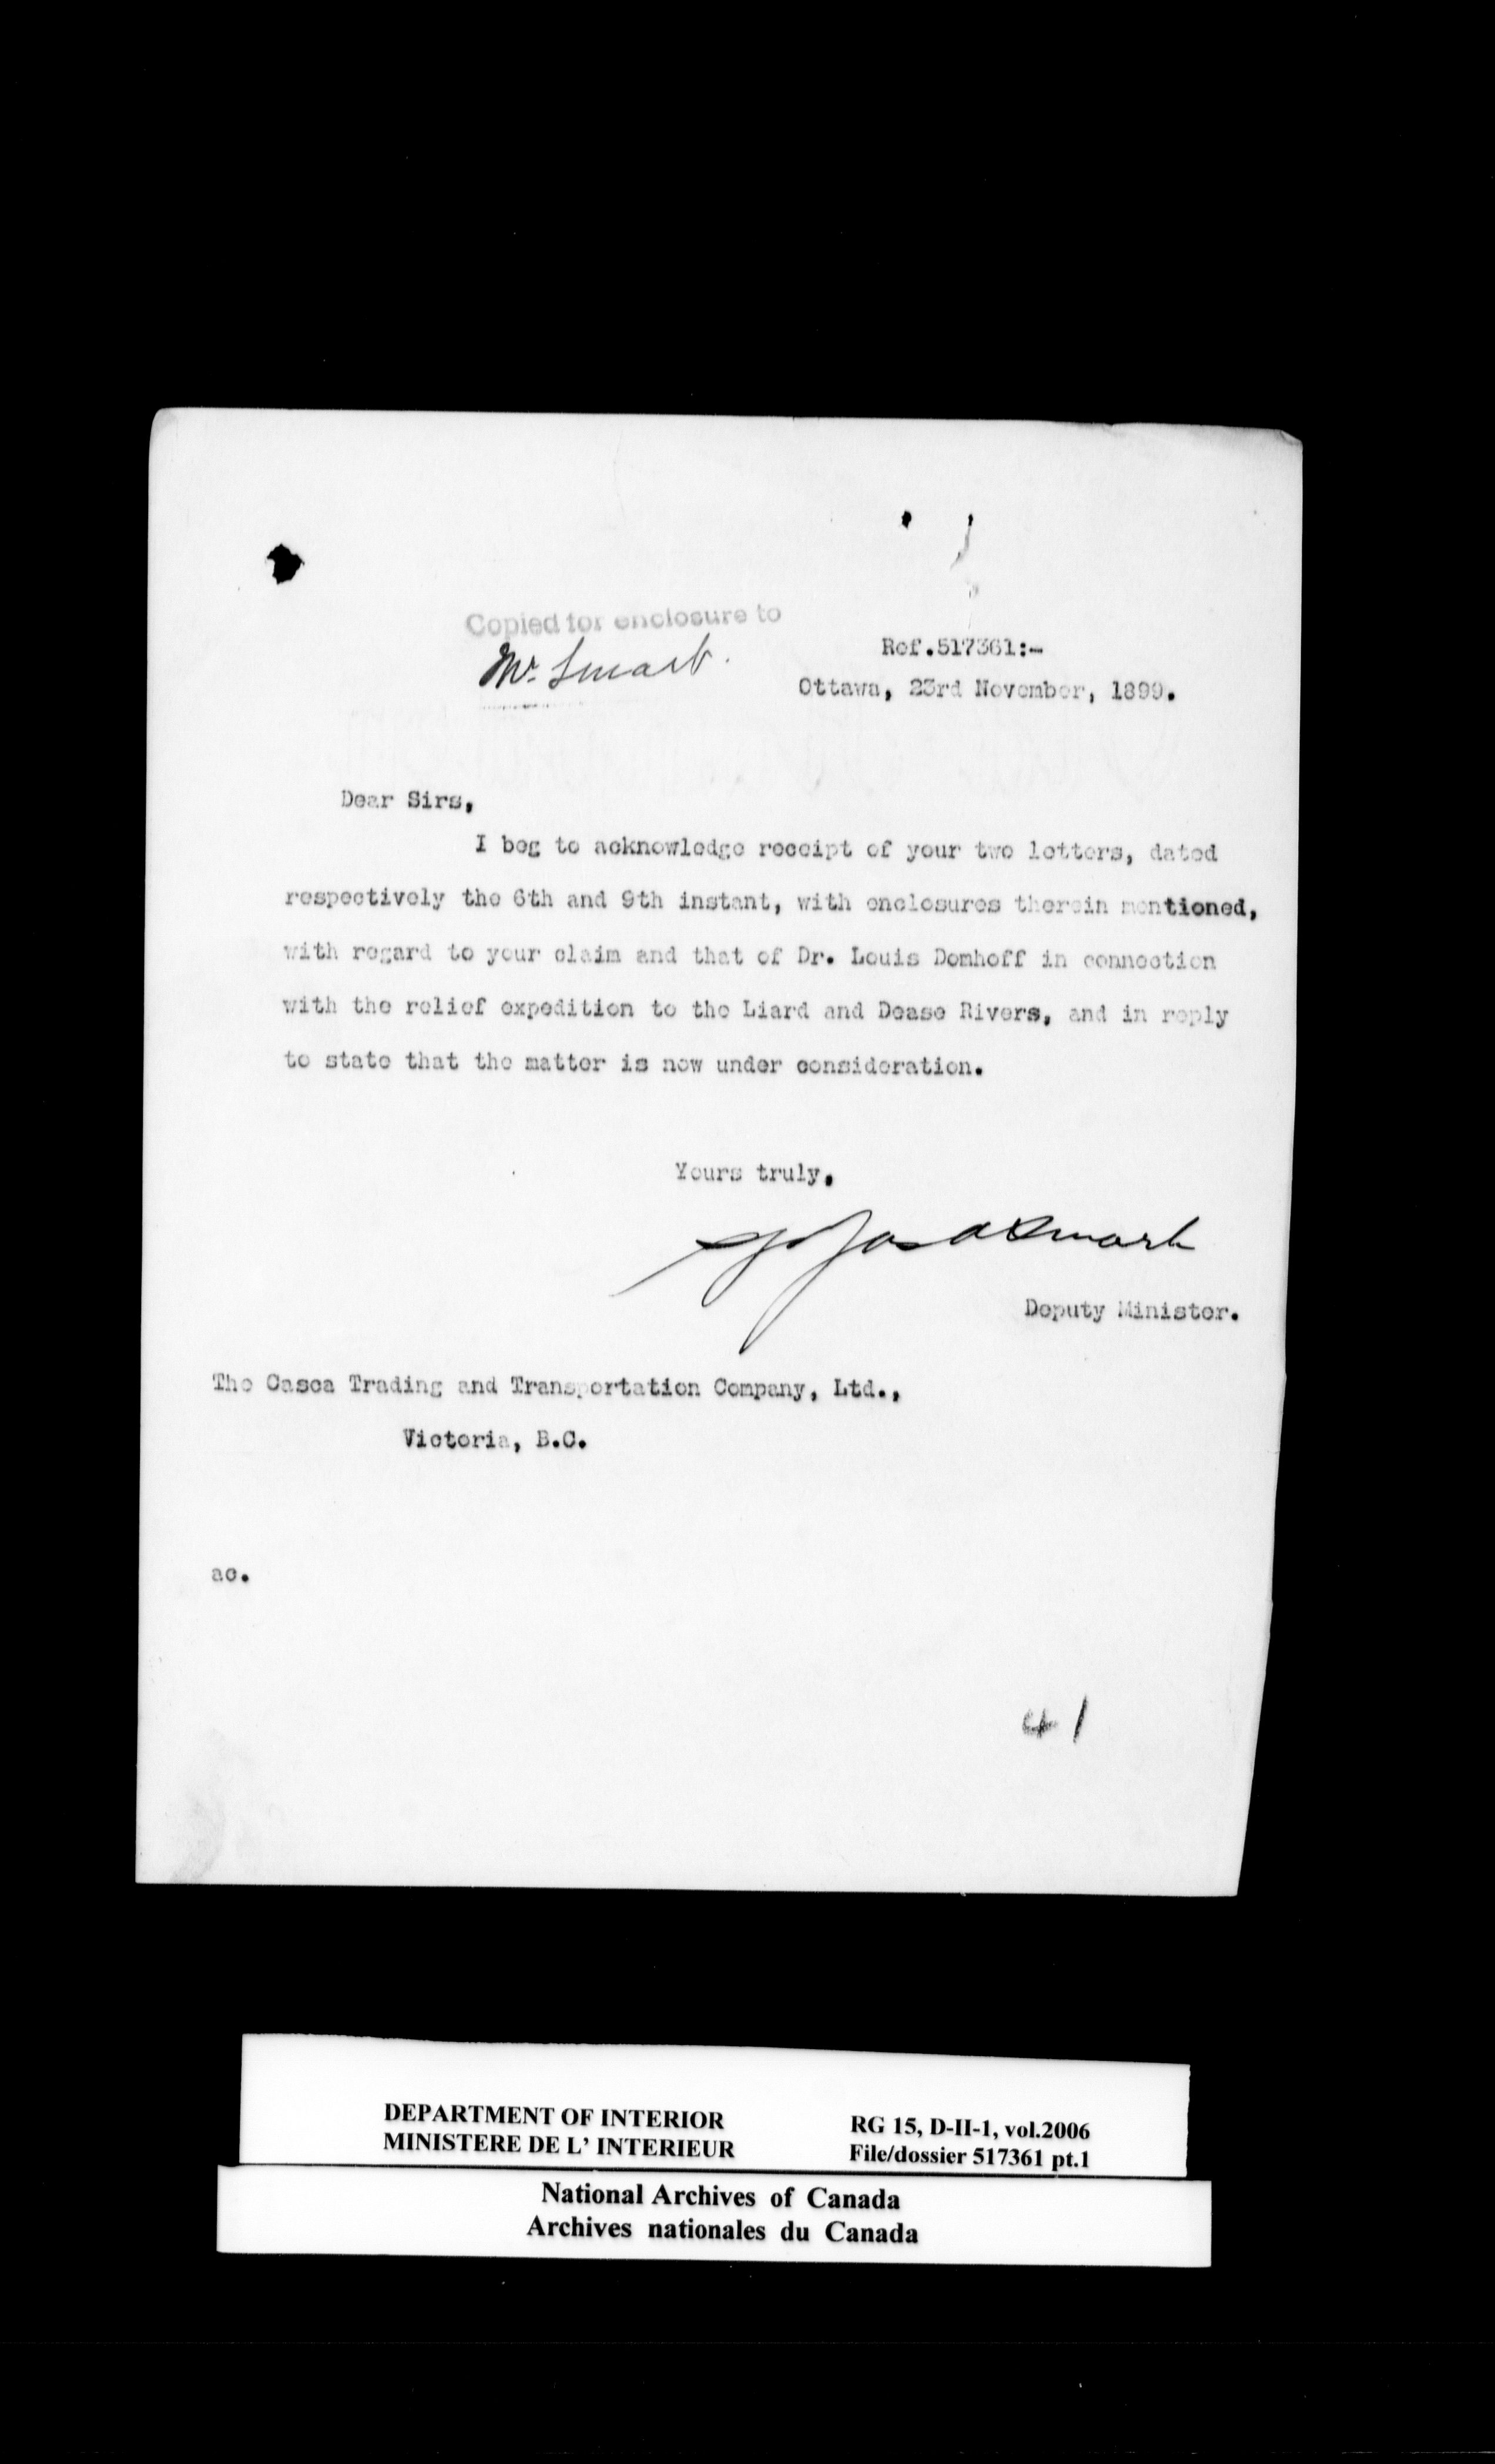 Copied for enclosure to
Mr. Smart.
Ref.517361:-
Ottawa, 23rd November, 1899.
Dear Sirs,
I beg to acknowledge receipt of your two letters, dated
respectively the 6th and 9th instant, with enclosures therein mentioned,
with regard to your claim and that of Dr. Louis Domhoff in connection
with the relief expedition to the Liard and Dease Rivers, and in reply
to state that the matter is now under consideration.
Yours truly,
Jas A Smart
Deputy Minister.
The Casca Trading and Transportation Company, Ltd.,
Victoria, B.C.
ac.
41
DEPARTMENT OF INTERIOR
MINISTERE DE L' INTERIEUR
RG 15, D-II-1, vol.2006
File/dossier 517361 pt.1
National Archives of Canada
Archives nationales du Canada